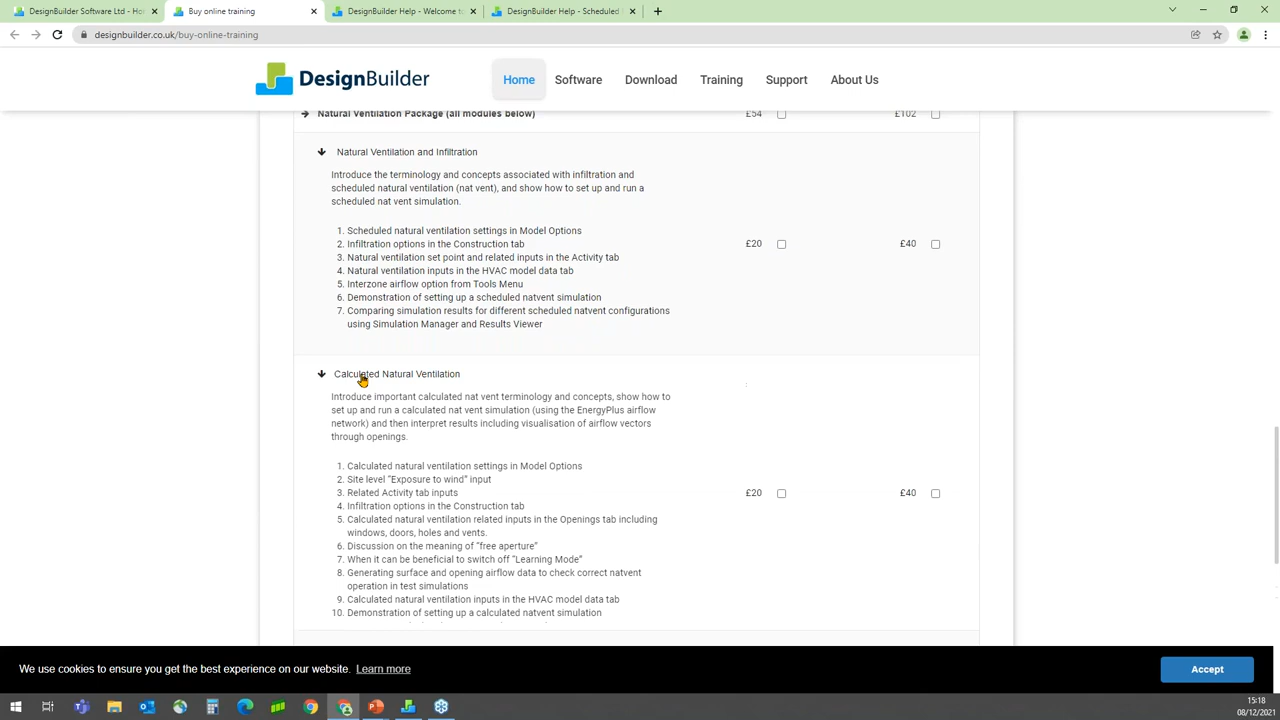 DesignBuilder Software Ltd - Ho
Buy online training
DesignBuilder Help - Welcome to
DesignBuilder Help - Scheduled
designbuilder.co.uk/buy-online-training
DesignBuilder
Home
Software
Download
Training
Support
About Us
Natural Ventilation Package (all modules below)
£54
£102
Natural Ventilation and Infiltration
Introduce the terminology and concepts associated with infiltration and
scheduled natural ventilation (nat vent), and show how to set up and run a
scheduled nat vent simulation.
1. Scheduled natural ventilation settings in Model Options
2. Infiltration options in the Construction tab
£20
£40
3. Natural ventilation set point and related inputs in the Activity tab
4. Natural ventilation inputs in the HVAC model data tab
5. Interzone airflow option from Tools Menu
6. Demonstration of setting up a scheduled natvent simulation
7. Comparing simulation results for different scheduled natvent configurations
using Simulation Manager and Results Viewer
Calculated Natural Ventilation
Introduce important calculated nat vent terminology and concepts, show how to
set up and run a calculated nat vent simulation (using the EnergyPlus airflow
network) and then interpret results including visualisation of airflow vectors
through openings.
1. Calculated natural ventilation settings in Model Options
2. Site level "Exposure to wind" input
3. Related Activity tab inputs
£20
£40
4. Infiltration options in the Construction tab
5. Calculated natural ventilation related inputs in the Openings tab including
windows, doors, holes and vents.
6. Discussion on the meaning of "free aperture"
7. When it can be beneficial to switch off "Learning Mode"
8. Generating surface and opening airflow data to check correct natvent
operation in test simulations
9. Calculated natural ventilation inputs in the HVAC model data tab
10. Demonstration of setting up a calculated natvent simulation
We use cookies to ensure you get the best experience on our website. Learn more
Accept
15:18
08/12/2021